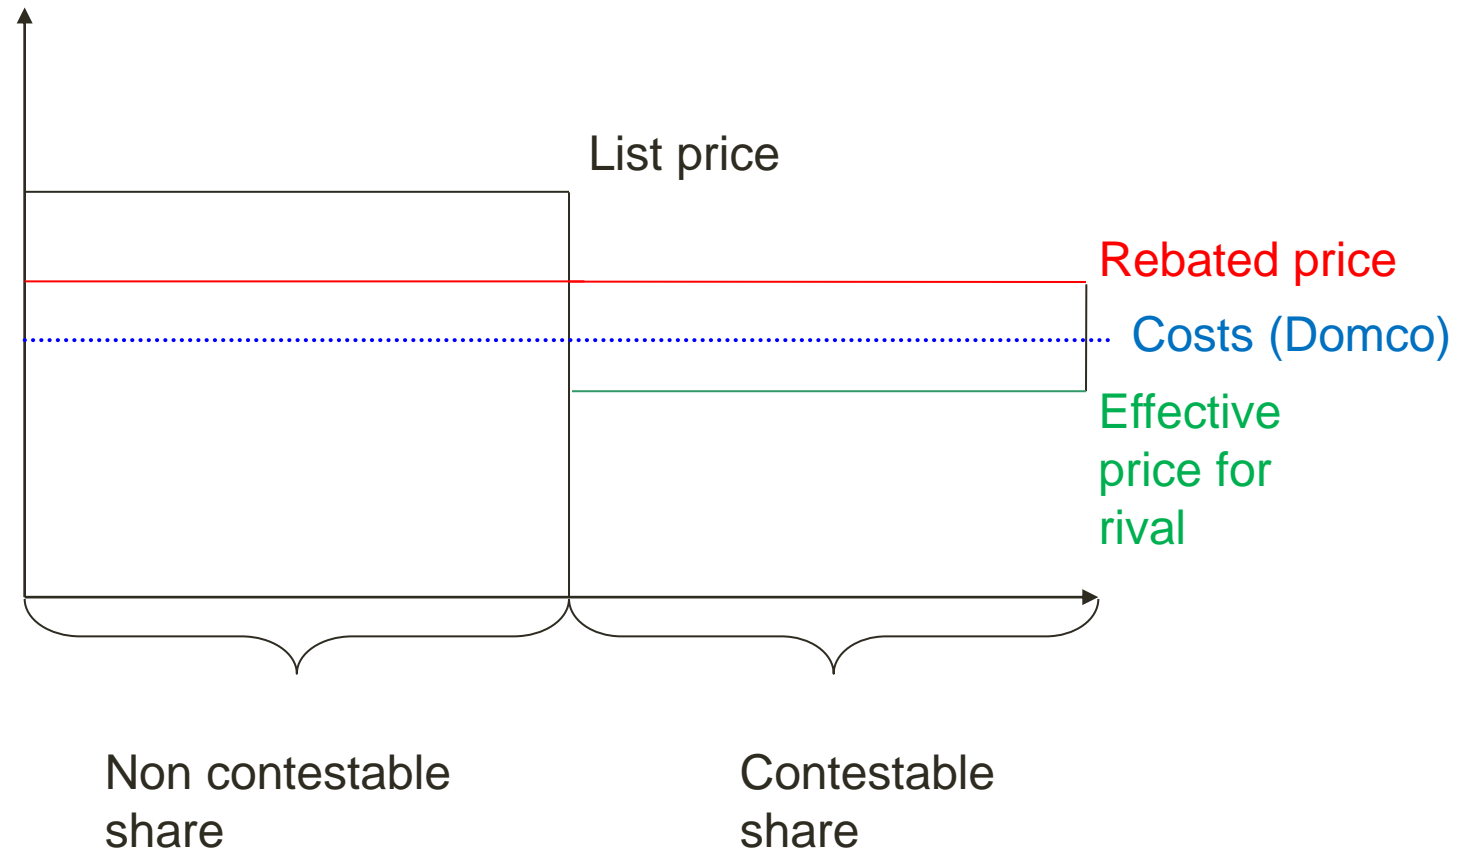 List price
Rebated price
Costs (Domco)
Effective
price for
rival
Non contestable
share
Contestable
share